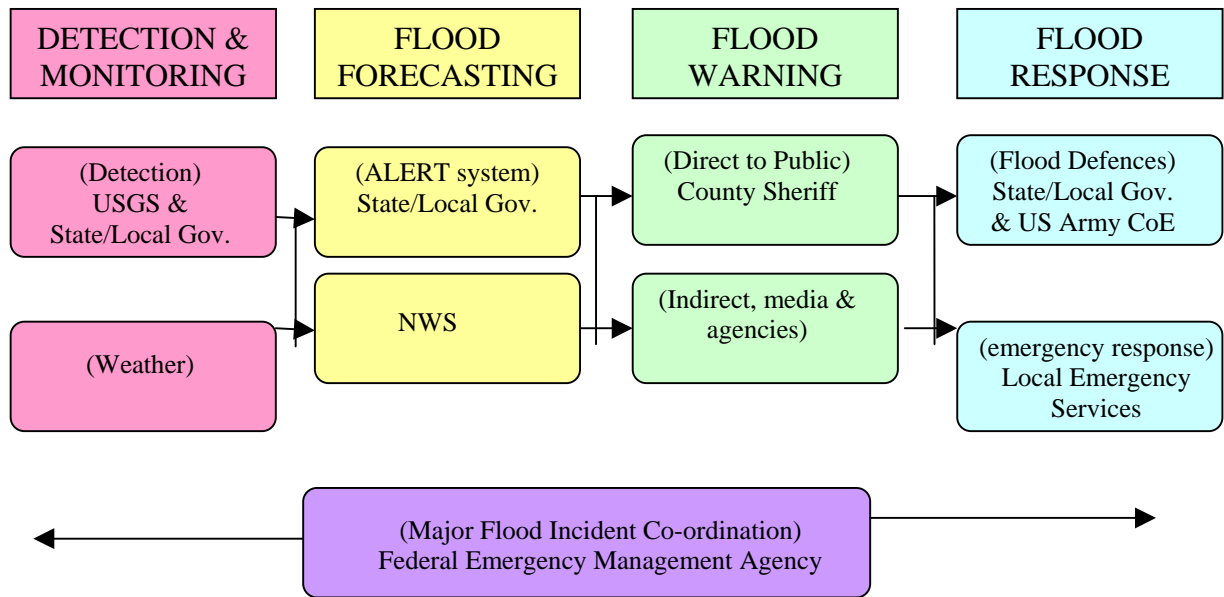 DETECTION &
MONITORING
FLOOD
FORECASTING
FLOOD
WARNING
FLOOD
RESPONSE
(Detection)
USGS &
State/Local Gov.
(ALERT system)
State/Local Gov.
(Direct to Public)
County Sheriff
(Flood Defences)
State/Local Gov.
& US Army CoE
(Weather)
NWS
(Indirect, media &
agencies)
(emergency response)
Local Emergency
Services
(Major Flood Incident Co-ordination)
Federal Emergency Management Agency